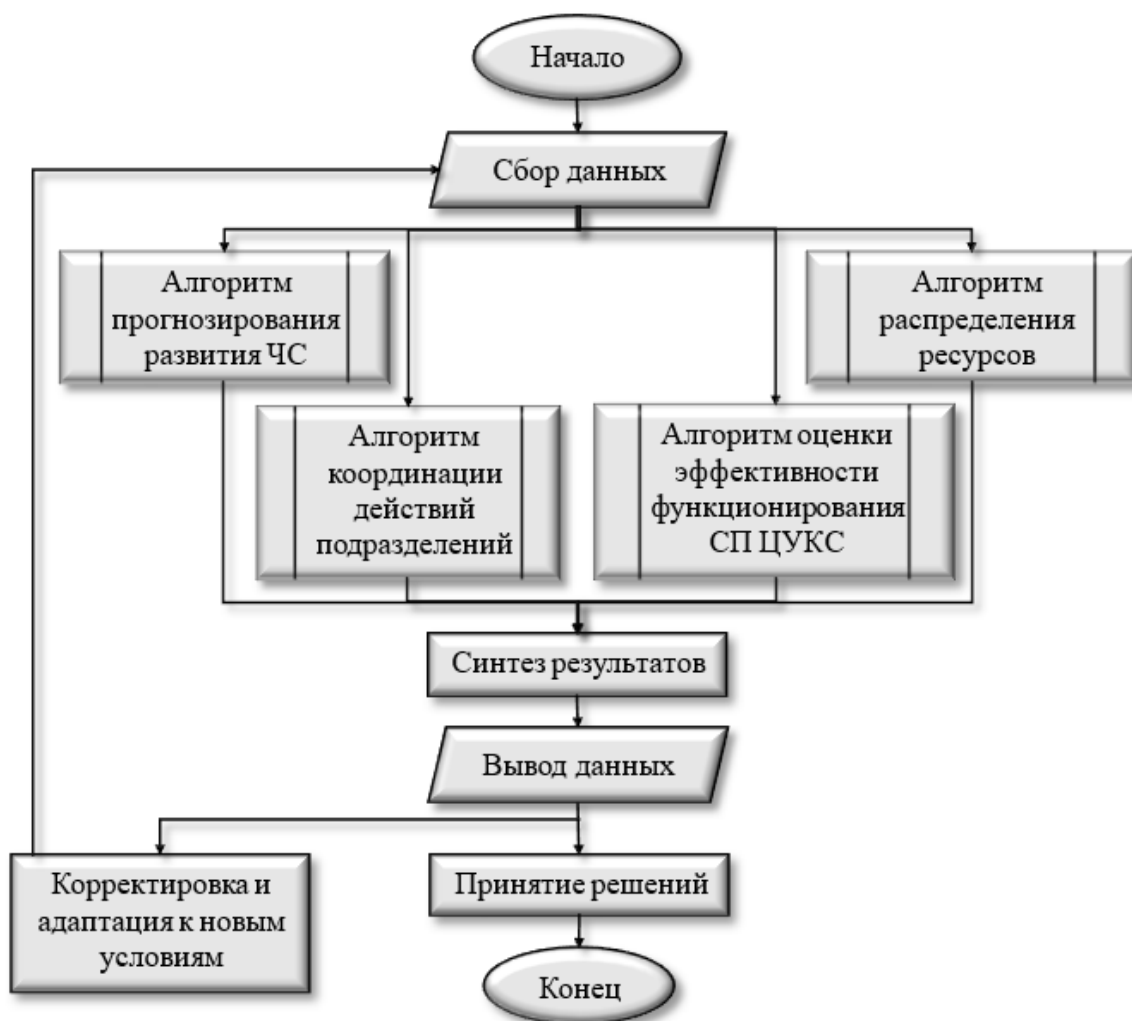 Начало
Сбор данных
Алгоритм
прогнозирования
развития ЧС
Алгоритм
распределения
ресурсов
Алгоритм
координации
действий
подразделений
Алгоритм оценки
эффективности
функционирования
СП ЦУКС
Синтез результатов
Вывод данных
Корректировка и
адаптация к новым
условиям
Принятие решений
Конец